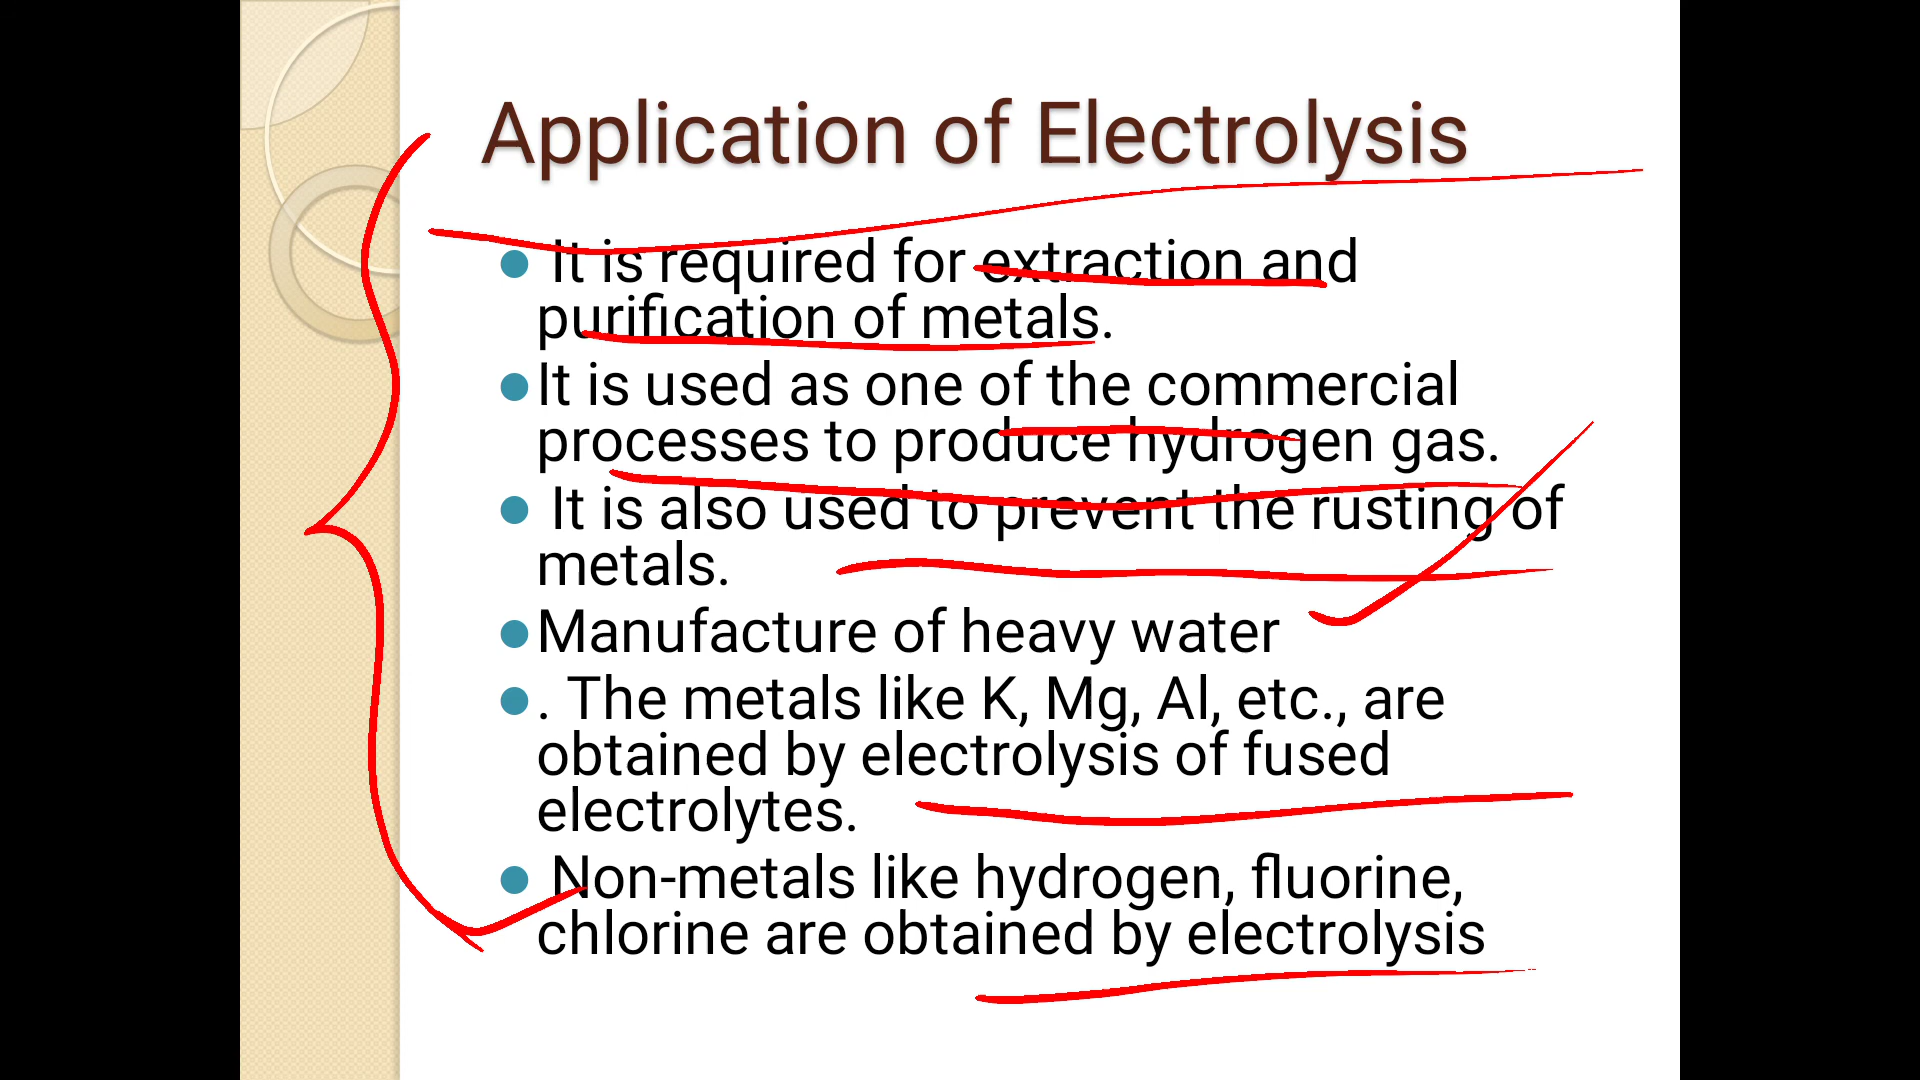 Application of Electrolysis
● It is required for extraction and
purification of metals.
●It is used as one of the commercial
processes to produce hydrogen gas.
● It is also used to prevent the rusting of
metals.
●Manufacture of heavy water
●. The metals like K, Mg, Al, etc., are
obtained by electrolysis of fused
electrolytes.
● Non-metals like hydrogen, fluorine,
chlorine are obtained by electrolysis